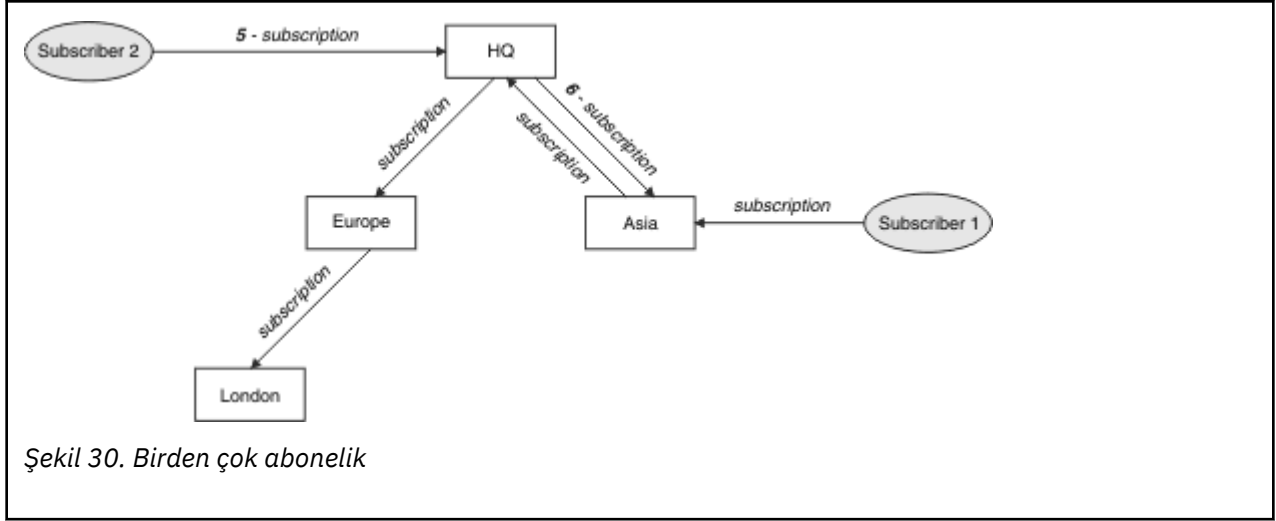 5 - subscription
Subscriber 2
HQ
6 - subscription
subscription
subscription
subscription
Europe
Asia
Subscriber 1
subscription
London
Şekil 30. Birden çok abonelik